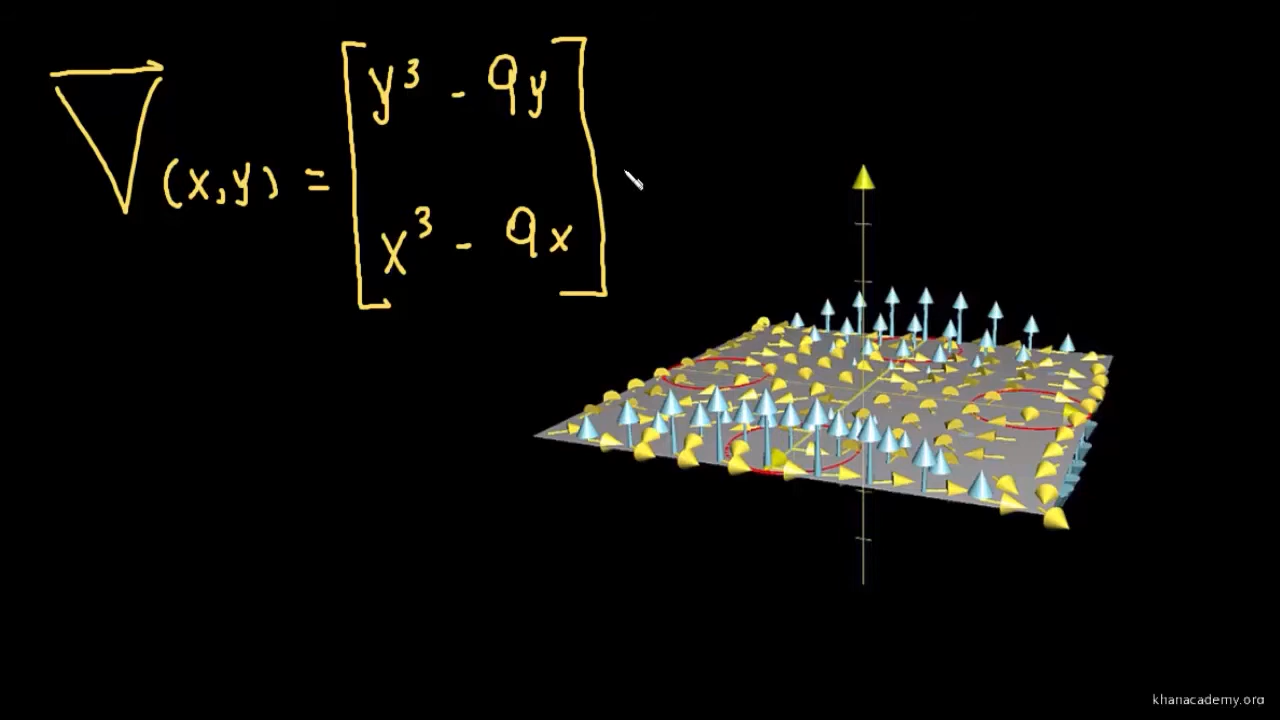 V⃗(x,y) = [ y³ - 9y
x³ - 9x ]
khanacademy.org